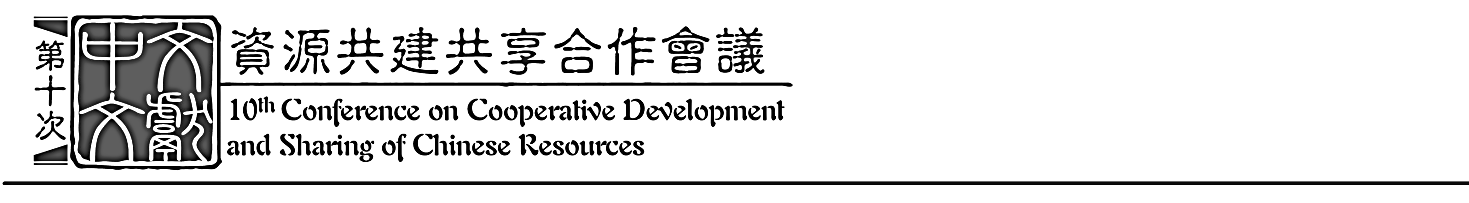 第十次
中文文獻
資源共建共享合作會議
10th Conference on Cooperative Development
and Sharing of Chinese Resources